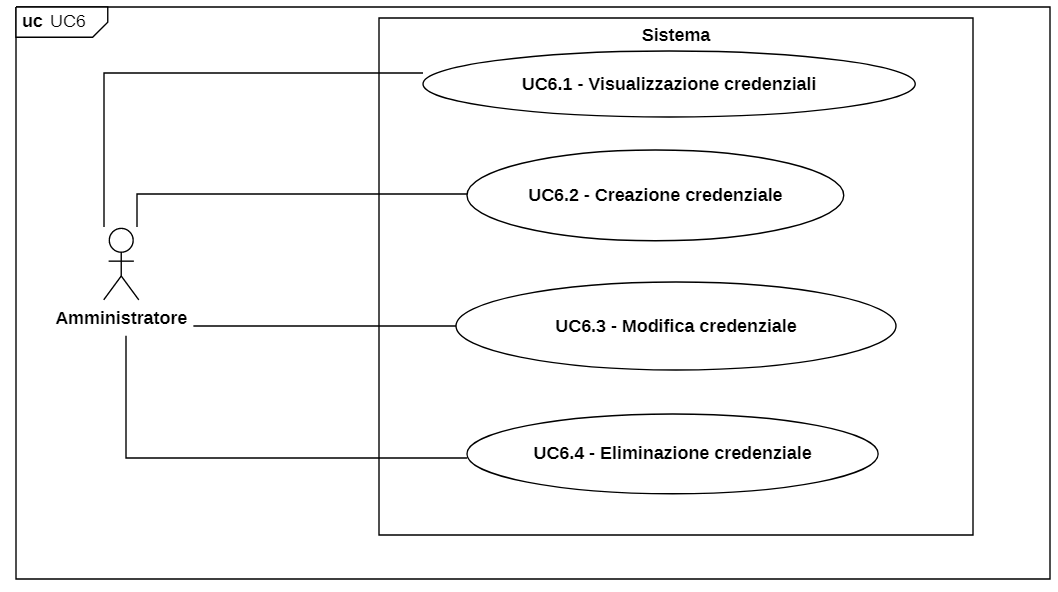 uc UC6
Sistema
UC6.1 - Visualizzazione credenziali
UC6.2 - Creazione credenziale
Amministratore
UC6.3 - Modifica credenziale
UC6.4 - Eliminazione credenziale